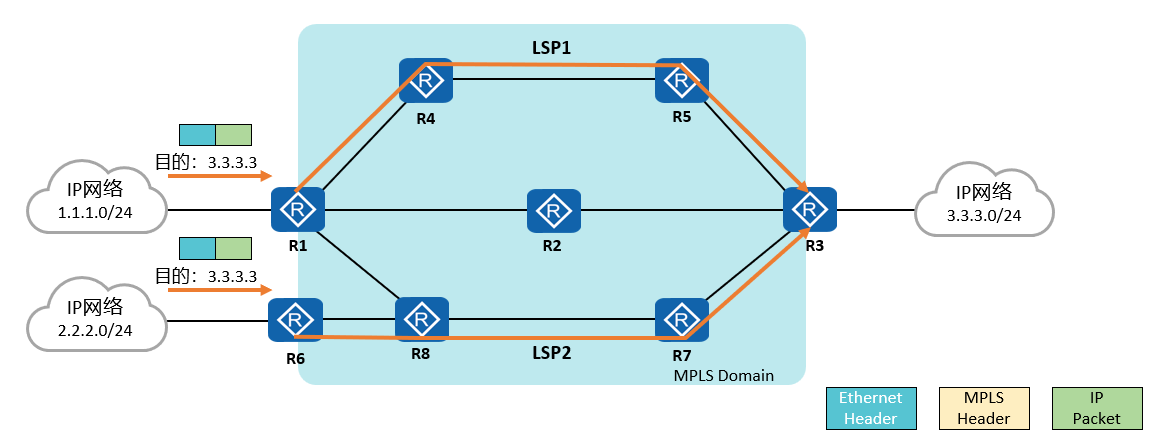 LSP1
R
R
R4
R5
目的：3.3.3.3
IP网络
1.1.1.0/24
R
R1
R
R2
R
R3
IP网络
3.3.3.0/24
目的：3.3.3.3
IP网络
2.2.2.0/24
R
R6
R
R8
LSP2
R
R7
MPLS Domain
Ethernet
Header
MPLS
Header
IP
Packet